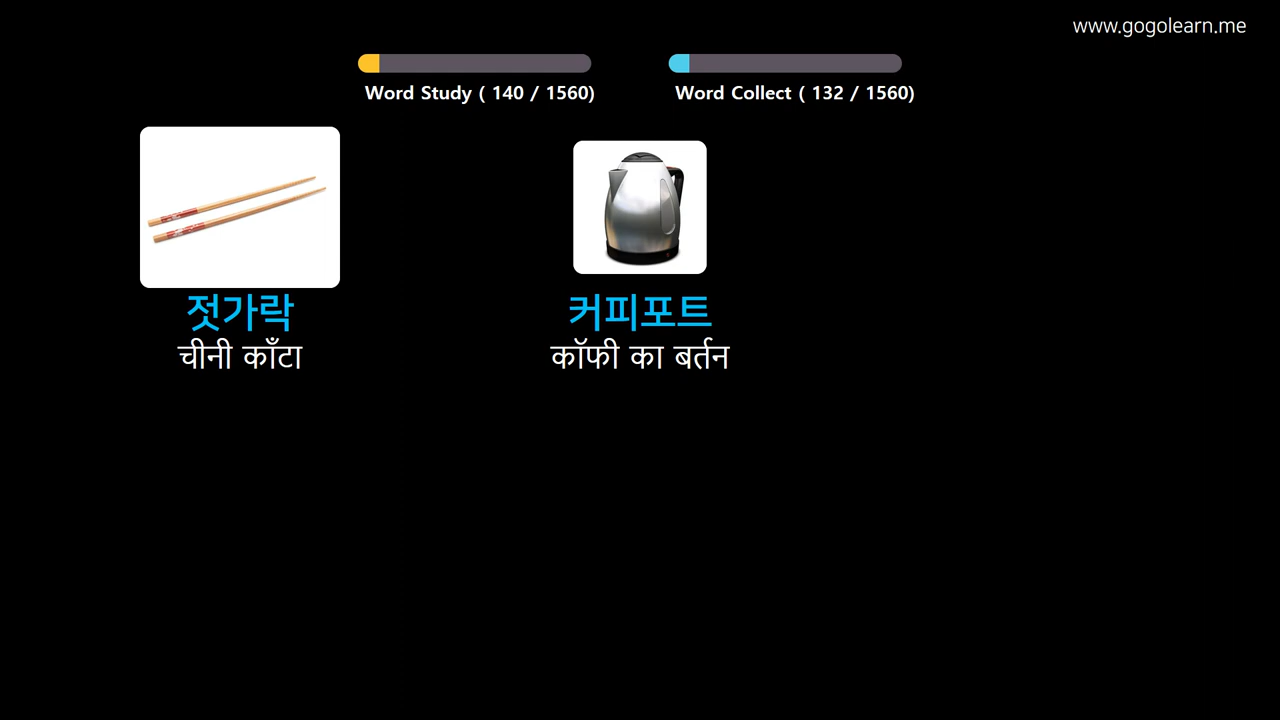 www.gogolearn.me
Word Study ( 140 / 1560)
Word Collect ( 132 / 1560)
젓가락
चीनी काँटा
커피포트
कॉफी का बर्तन